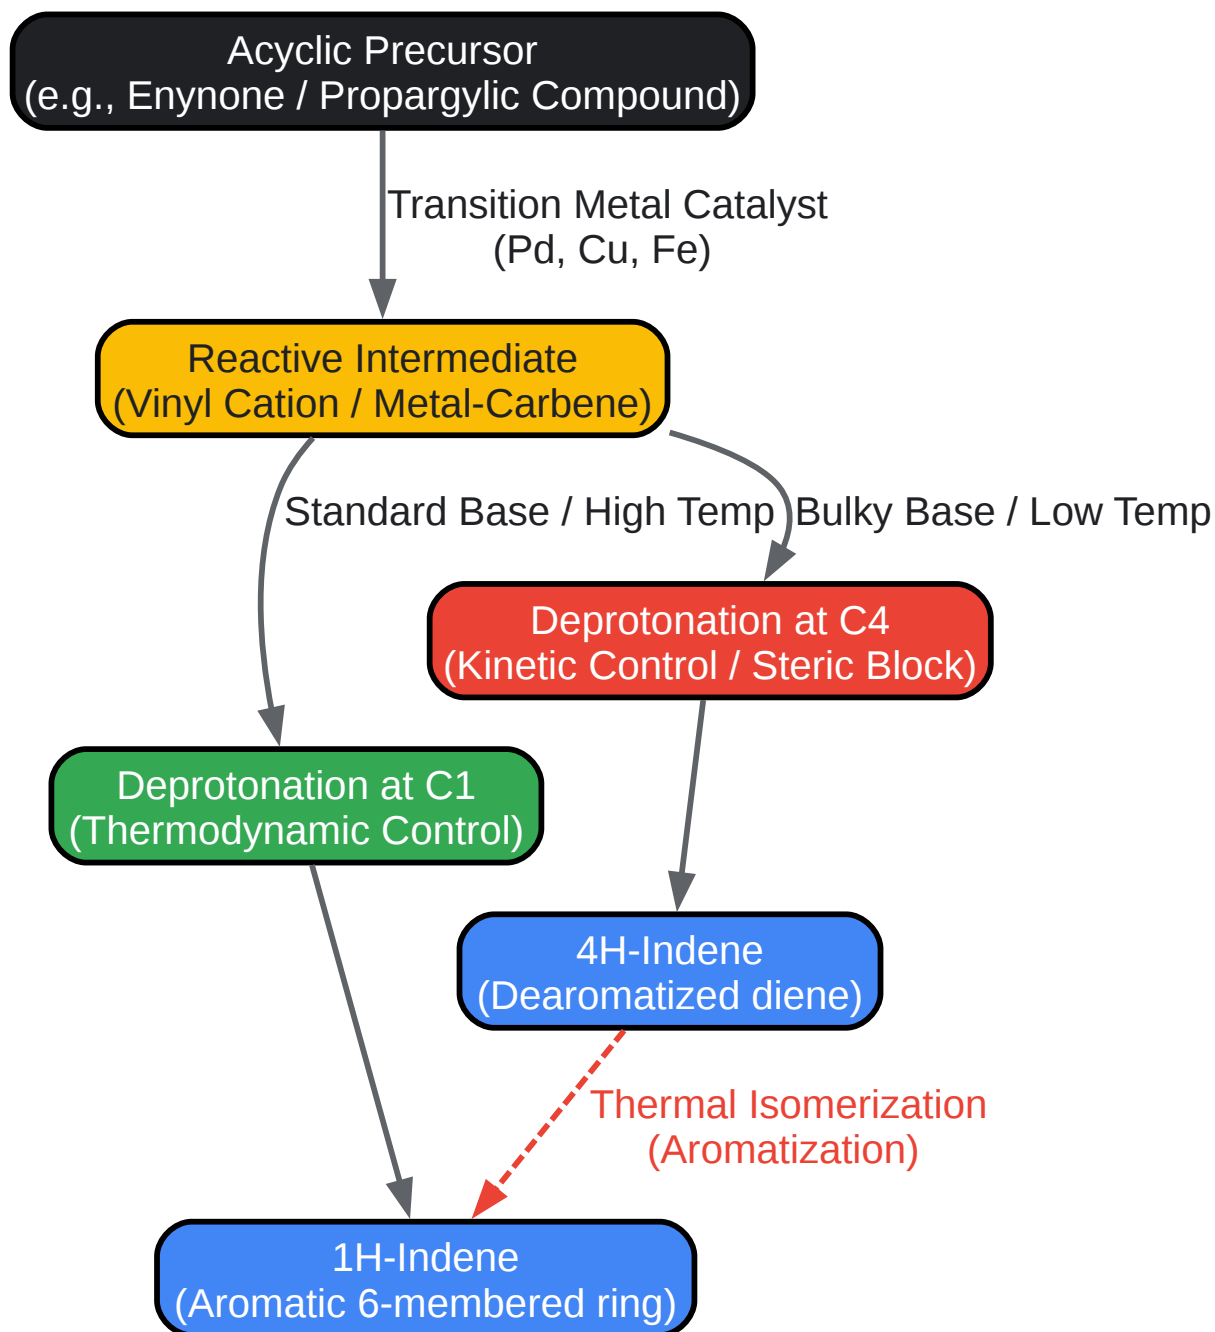 Acyclic Precursor
(e.g., Enynone / Propargylic Compound)
Transition Metal Catalyst
(Pd, Cu, Fe)
Reactive Intermediate
(Vinyl Cation / Metal-Carbene)
Standard Base / High Temp
Bulky Base / Low Temp
Deprotonation at C4
(Kinetic Control / Steric Block)
Deprotonation at C1
(Thermodynamic Control)
4H-Indene
(Dearomatized diene)
Thermal Isomerization
(Aromatization)
1H-Indene
(Aromatic 6-membered ring)